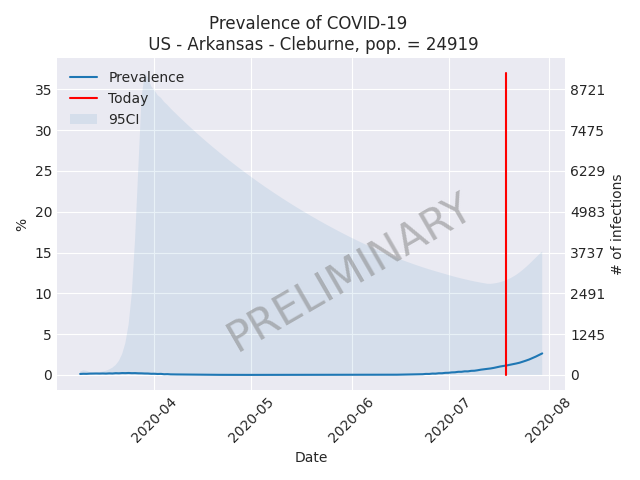 Prevalence of COVID-19
US - Arkansas - Cleburne, pop. = 24919
Prevalence
Today
95CI
35
30
25
20
15
10
5
0
%
8721
7475
6229
4983
3737
2491
1245
0
# of infections
PRELIMINARY
2020-04
2020-05
2020-06
2020-07
2020-08
Date